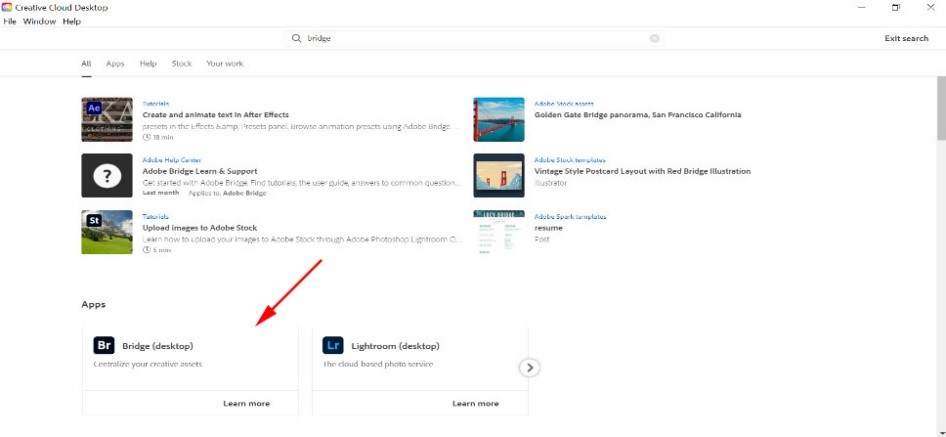 Creative Cloud Desktop
File Window Help
bridge
Exit search
All Apps Help Stock Your work
Ae
Tutorials
Create and animate text in After Effects
presets in the Effects &amp; Presets panel. Browse animation presets using Adobe Bridge. ...
18 min
Adobe Stock assets
Golden Gate Bridge panorama, San Francisco California
?
Adobe Help Center
Adobe Bridge Learn & Support
Get started with Adobe Bridge. Find tutorials, the user guide, answers to common question...
Last month Applies to: Adobe Bridge
Adobe Stock templates
Vintage Style Postcard Layout with Red Bridge Illustration
Illustrator
St
Tutorials
Upload images to Adobe Stock
Learn how to upload your images to Adobe Stock through Adobe Photoshop Lightroom C...
6 min
LUCY BRIDGE
Adobe Spark templates
resume
Post
Apps
Br Bridge (desktop)
Centralize your creative assets
Learn more
Lr Lightroom (desktop)
The cloud-based photo service
Learn more